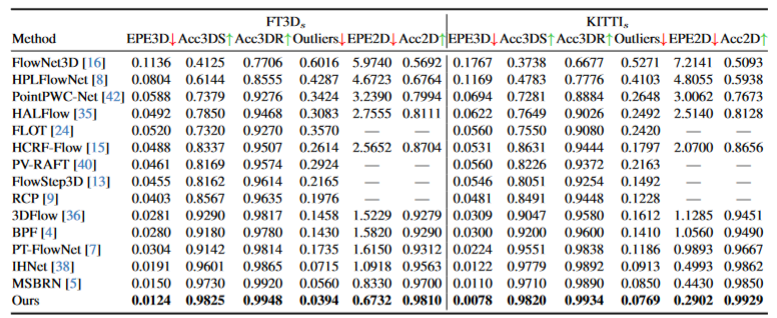 FT3Ds KITTIs
Method EPE3D↓ Acc3DS↑ Acc3DR↑ Outliers↓ EPE2D↓ Acc2D↑ EPE3D↓ Acc3DS↑ Acc3DR↑ Outliers↓ EPE2D↓ Acc2D↑
FlowNet3D [16] 0.1136 0.4125 0.7706 0.6016 5.9740 0.5692 0.1767 0.3738 0.6677 0.5271 7.2141 0.5093
HPLFlowNet [8] 0.0804 0.6144 0.8555 0.4287 4.6723 0.6764 0.1169 0.4783 0.7776 0.4103 4.8055 0.5938
PointPWC-Net [42] 0.0588 0.7379 0.9276 0.3424 3.2390 0.7994 0.0694 0.7281 0.8884 0.2648 3.0062 0.7673
HALFlow [35] 0.0492 0.7850 0.9468 0.3083 2.7555 0.8111 0.0622 0.7649 0.9026 0.2492 2.5140 0.8128
FLOT [24] 0.0520 0.7320 0.9270 0.3570 — — 0.0560 0.7550 0.9080 0.2420 — —
HCRF-Flow [15] 0.0488 0.8337 0.9507 0.2614 2.5652 0.8704 0.0531 0.8631 0.9444 0.1797 2.0700 0.8656
PV-RAFT [40] 0.0461 0.8169 0.9574 0.2924 — — 0.0560 0.8226 0.9372 0.2163 — —
FlowStep3D [13] 0.0455 0.8162 0.9614 0.2165 — — 0.0546 0.8051 0.9254 0.1492 — —
RCP [9] 0.0403 0.8567 0.9635 0.1976 — — 0.0481 0.8491 0.9448 0.1228 — —
3DFlow [36] 0.0281 0.9290 0.9817 0.1458 1.5229 0.9279 0.0309 0.9047 0.9580 0.1612 1.1285 0.9451
BPF [4] 0.0280 0.9180 0.9780 0.1430 1.5820 0.9290 0.0300 0.9200 0.9600 0.1410 1.0560 0.9490
PT-FlowNet [7] 0.0304 0.9142 0.9814 0.1735 1.6150 0.9312 0.0224 0.9551 0.9838 0.1186 0.9893 0.9667
IHNet [38] 0.0191 0.9601 0.9865 0.0715 1.0918 0.9563 0.0122 0.9779 0.9892 0.0913 0.4993 0.9862
MSBRN [5] 0.0150 0.9730 0.9920 0.0560 0.8330 0.9700 0.0110 0.9710 0.9890 0.0850 0.4430 0.9850
Ours 0.0124 0.9825 0.9948 0.0394 0.6732 0.9810 0.0078 0.9820 0.9934 0.0769 0.2902 0.9929